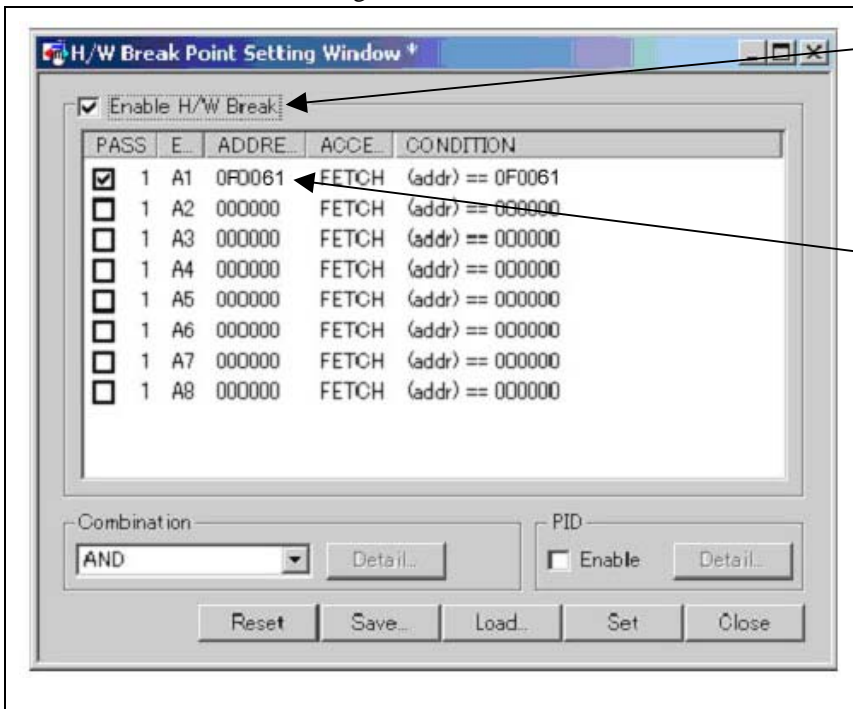 H/W Break Point Setting Window *
Enable H/W Break
PASS E... ADDRE... ACCE... CONDITION
1 A1 0F0061 FETCH (addr) == 0F0061
1 A2 000000 FETCH (addr) == 000000
1 A3 000000 FETCH (addr) == 000000
1 A4 000000 FETCH (addr) == 000000
1 A5 000000 FETCH (addr) == 000000
1 A6 000000 FETCH (addr) == 000000
1 A7 000000 FETCH (addr) == 000000
1 A8 000000 FETCH (addr) == 000000
Combination PID
AND Detail... Enable Detail...
Reset Save... Load... Set Close